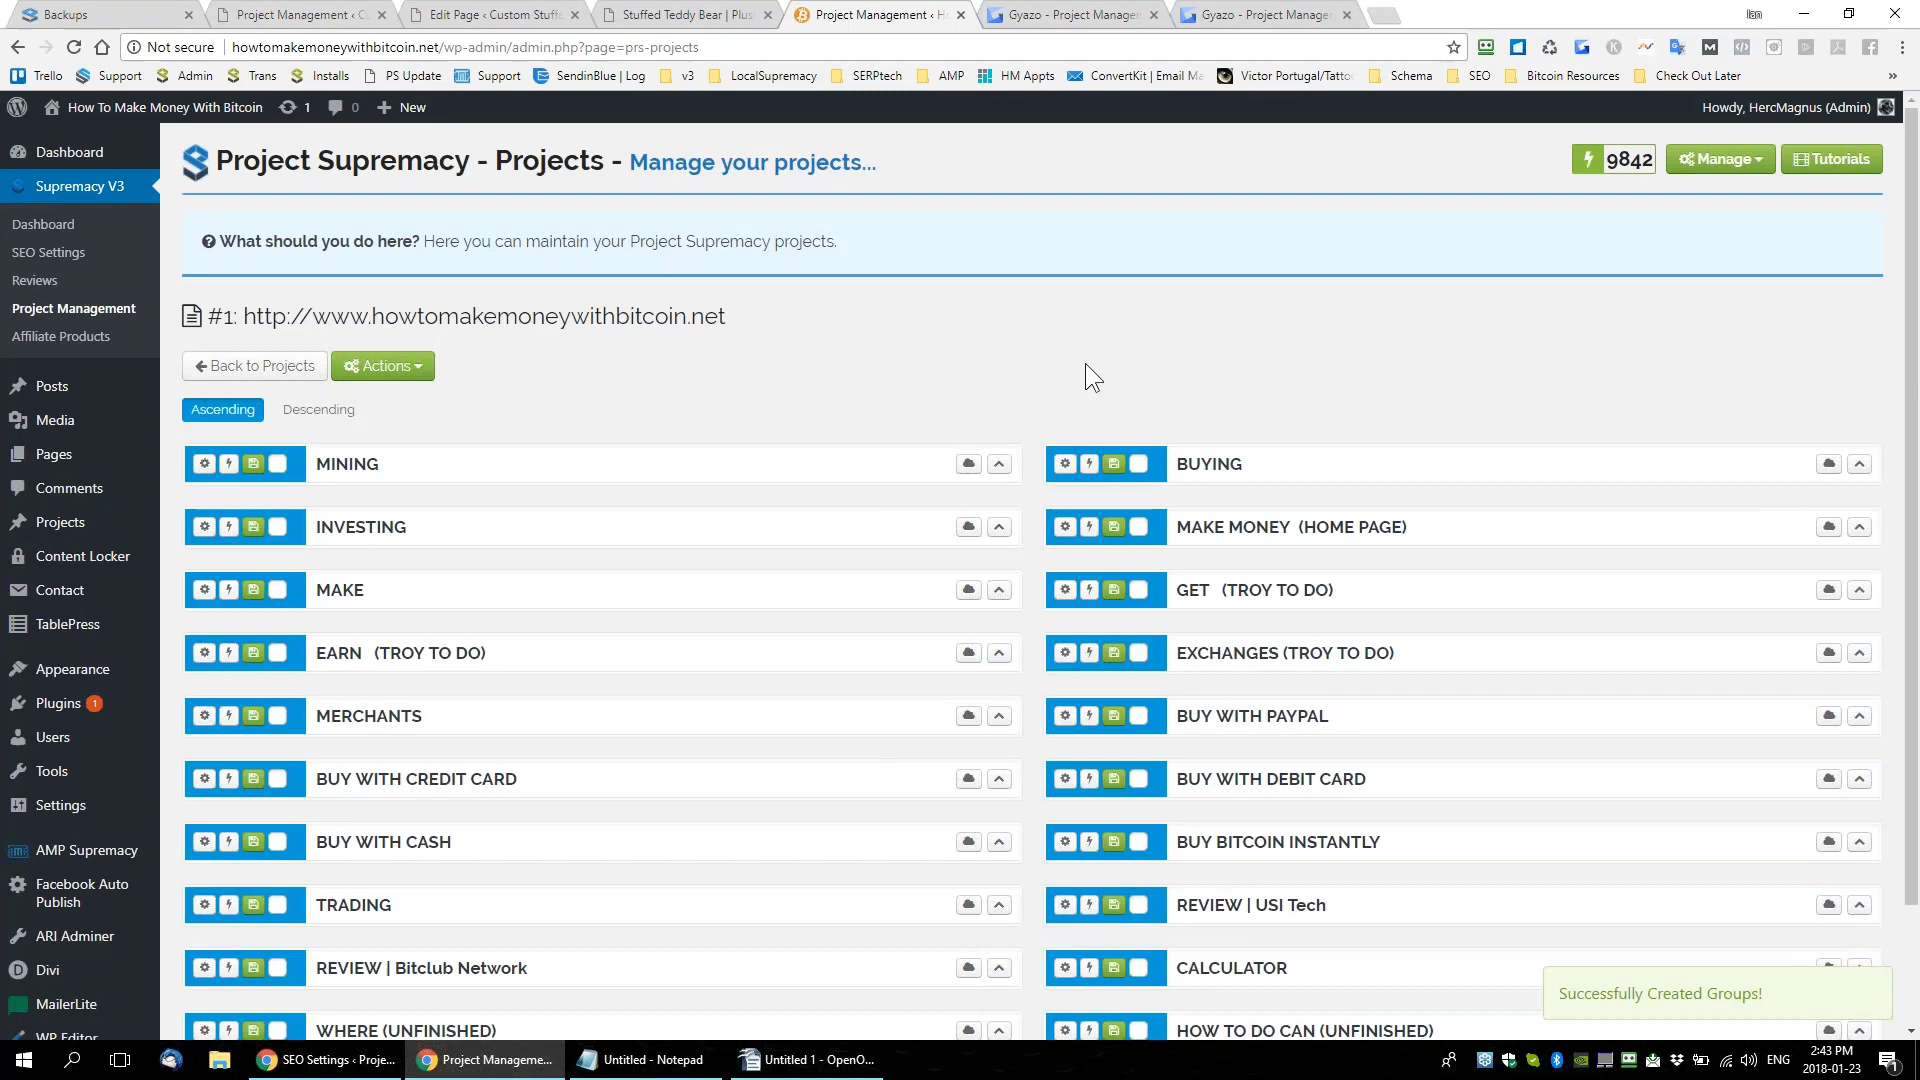 Backups
Project Management ‹ Cu
Edit Page ‹ Custom Stuffe
Stuffed Teddy Bear | Plus
Project Management ‹ H
Gyazo - Project Manager
Gyazo - Project Manager
Ian
Not secure
howtomakemoneywithbitcoin.net/wp-admin/admin.php?page=prs-projects
Trello
Support
Admin
Trans
Installs
PS Update
Support
SendinBlue | Log
v3
LocalSupremacy
SERPtech
AMP
HM Appts
ConvertKit | Email Ma
Victor Portugal/Tatto
Schema
SEO
Bitcoin Resources
Check Out Later
How To Make Money With Bitcoin
1
0
New
Howdy, HercMagnus (Admin)
Dashboard
Supremacy V3
Dashboard
SEO Settings
Reviews
Project Management
Affiliate Products
Posts
Media
Pages
Comments
Projects
Content Locker
Contact
TablePress
Appearance
Plugins 1
Users
Tools
Settings
AMP Supremacy
Facebook Auto
Publish
ARI Adminer
Divi
MailerLite
WP Editor
Project Supremacy - Projects - Manage your projects...
9842
Manage
Tutorials
What should you do here? Here you can maintain your Project Supremacy projects.
#1: http://www.howtomakemoneywithbitcoin.net
Back to Projects
Actions
Ascending
Descending
MINING
BUYING
INVESTING
MAKE MONEY (HOME PAGE)
MAKE
GET (TROY TO DO)
EARN (TROY TO DO)
EXCHANGES (TROY TO DO)
MERCHANTS
BUY WITH PAYPAL
BUY WITH CREDIT CARD
BUY WITH DEBIT CARD
BUY WITH CASH
BUY BITCOIN INSTANTLY
TRADING
REVIEW | USI Tech
REVIEW | Bitclub Network
CALCULATOR
WHERE (UNFINISHED)
HOW TO DO CAN (UNFINISHED)
Successfully Created Groups!
SEO Settings ‹ Proje...
Project Manageme...
Untitled - Notepad
Untitled 1 - OpenO...
ENG
2:43 PM
2018-01-23
1